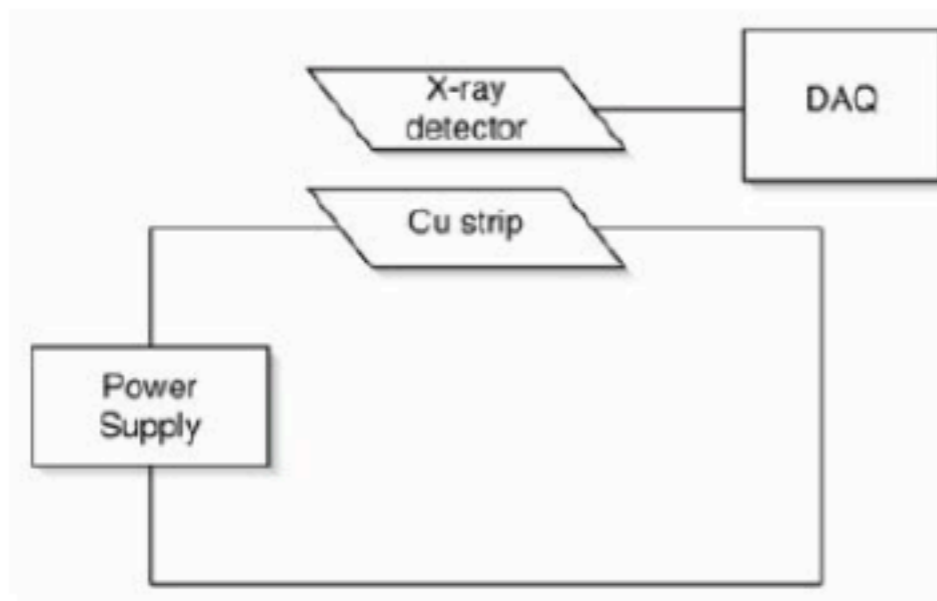 X-ray
detector
DAQ
Cu strip
Power
Supply